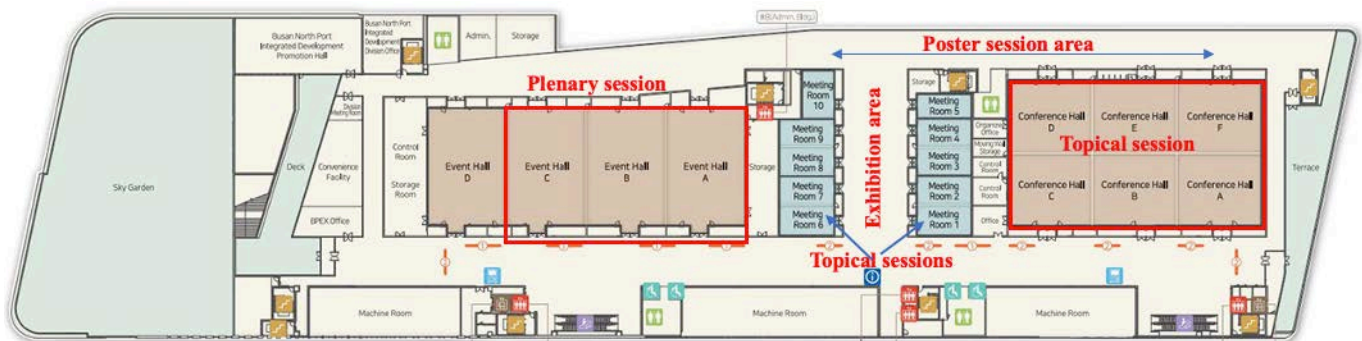 Busan North Port
Integrated Development
Promotion Hall
Busan North Port
Integrated
Development
Division Office
Admin.
Storage
Poster session area
Plenary session
Exhibition area
Storage
Meeting
Room
10
Meeting
Room 5
Conference Hall
D
Conference Hall
E
Conference Hall
F
Division
Meeting Room
Control
Room
Meeting
Room 9
Meeting
Room 4
Organizer
Office
Moving Wall
Storage
Topical session
Deck
Convenience
Facility
Event Hall
D
Event Hall
C
Event Hall
B
Event Hall
A
Storage
Meeting
Room 8
Meeting
Room 3
Control
Room
Terrace
Sky Garden
Storage
Room
Meeting
Room 7
Meeting
Room 2
Control
Room
Conference Hall
C
Conference Hall
B
Conference Hall
A
BPEX Office
Meeting
Room 6
Meeting
Room 1
Office
Topical sessions
Machine Room
Machine Room
Machine Room